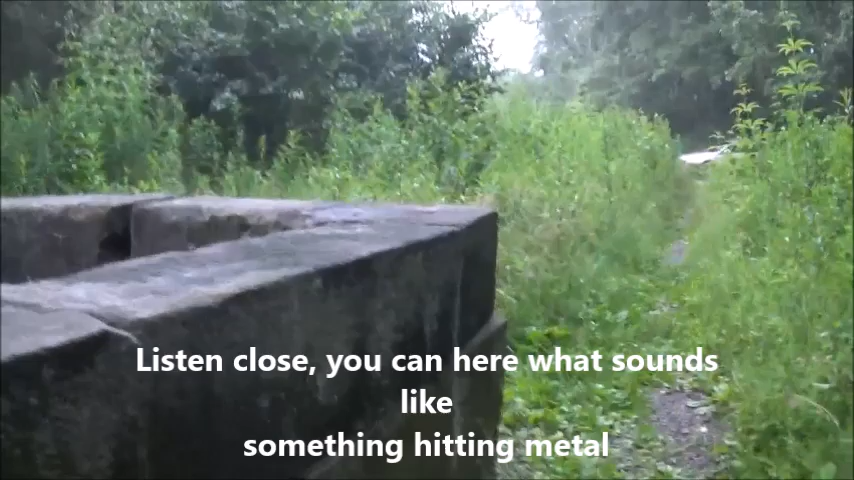 Listen close, you can here what sounds
like
something hitting metal